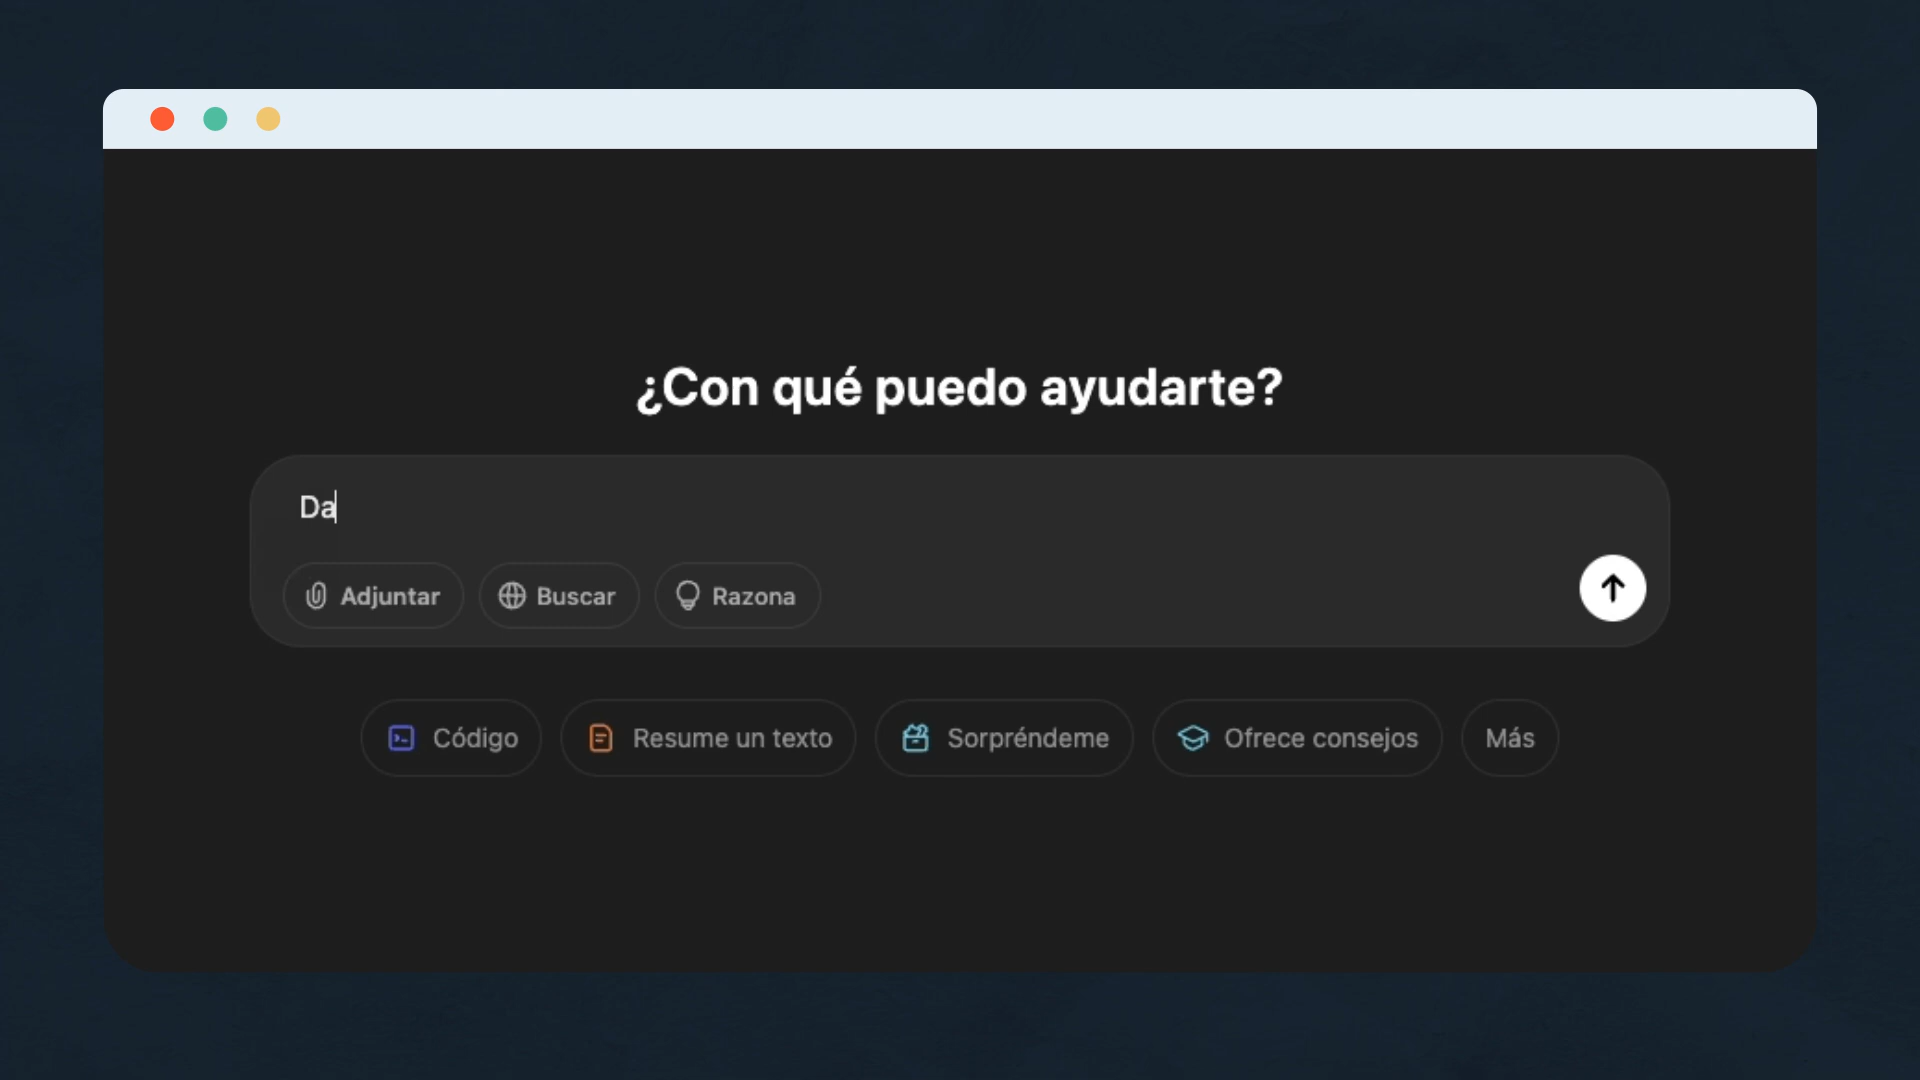 ¿Con qué puedo ayudarte?
Da
Adjuntar Buscar Razona
Código Resume un texto Sorpréndeme Ofrece consejos Más